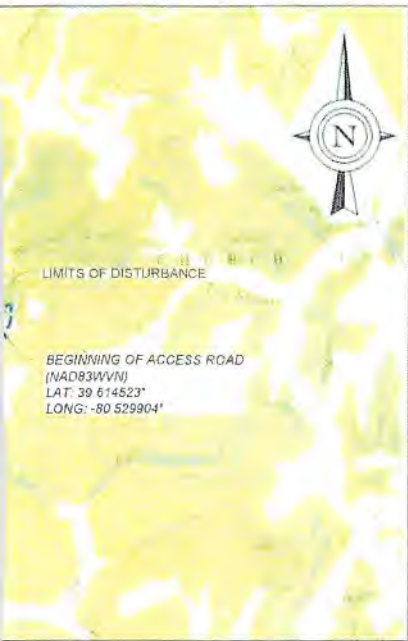 N
LIMITS OF DISTURBANCE
BEGINNING OF ACCESS ROAD
(NAD83WVN)
LAT: 39.614523°
LONG: -80.529904°